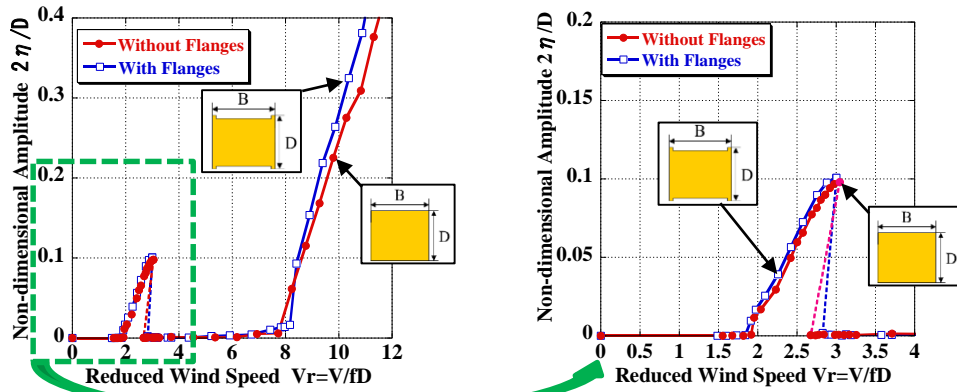 Non-dimensional Amplitude 2η/D
0.4
0.3
0.2
0.1
0
Without Flanges
With Flanges
B
D
B
D
0 2 4 6 8 10 12
Reduced Wind Speed Vr=V/fD
Non-dimensional Amplitude 2η/D
0.2
0.15
0.1
0.05
0
Without Flanges
With Flanges
B
D
B
D
0 0.5 1 1.5 2 2.5 3 3.5 4
Reduced Wind Speed Vr=V/fD